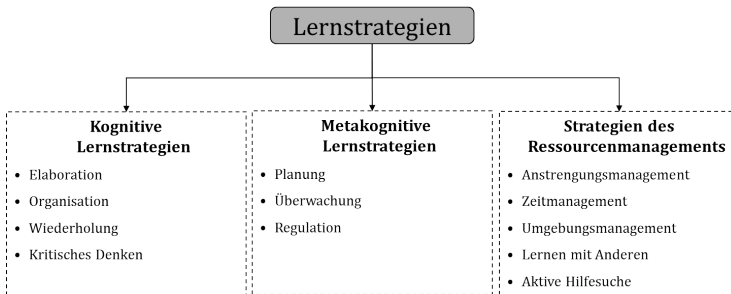 Lernstrategien
Kognitive
Lernstrategien
• Elaboration
• Organisation
• Wiederholung
• Kritisches Denken
Metakognitive
Lernstrategien
• Planung
• Überwachung
• Regulation
Strategien des
Ressourcenmanagements
• Anstrengungsmanagement
• Zeitmanagement
• Umgebungsmanagement
• Lernen mit Anderen
• Aktive Hilfesuche